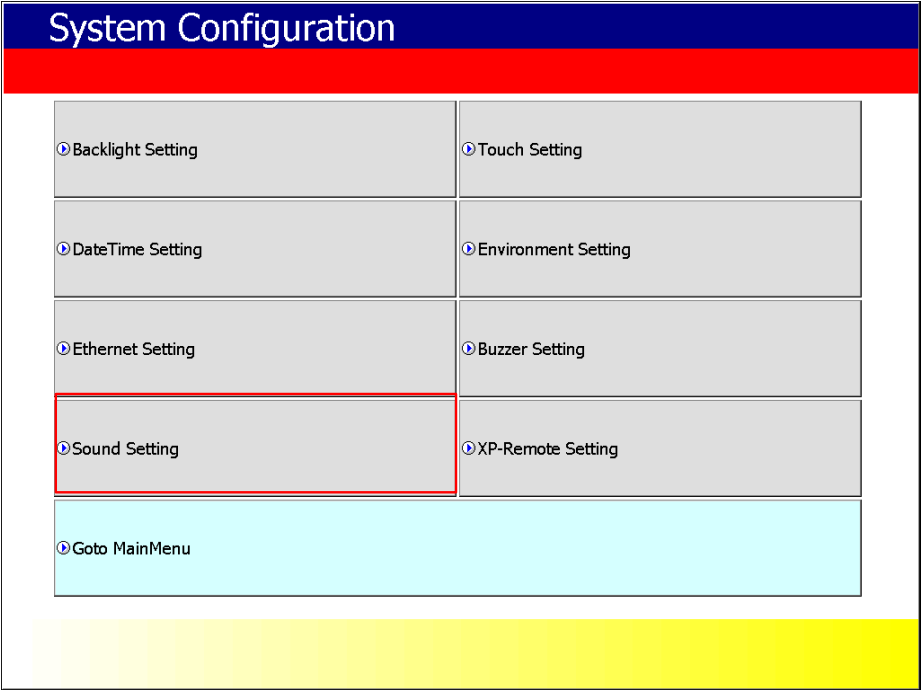 System Configuration
Backlight Setting
Touch Setting
DateTime Setting
Environment Setting
Ethernet Setting
Buzzer Setting
Sound Setting
XP-Remote Setting
Goto MainMenu